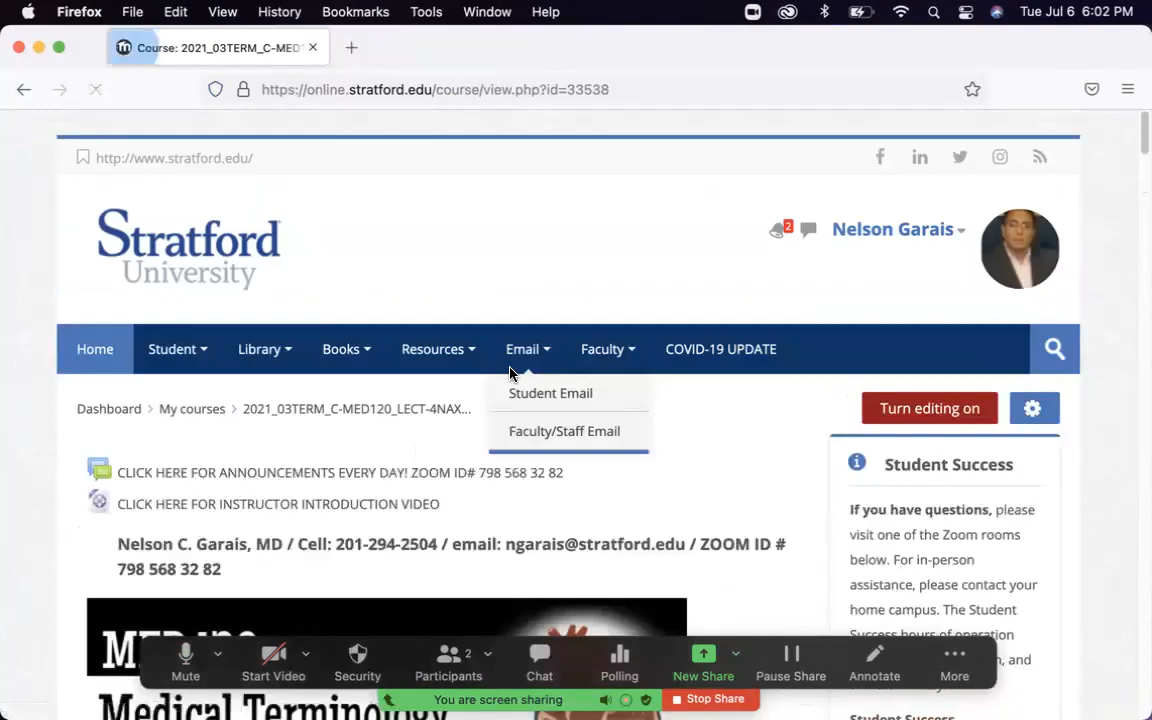 Firefox File Edit View History Bookmarks Tools Window Help Tue Jul 6 6:02 PM
Course: 2021_03TERM_C-MED
https://online.stratford.edu/course/view.php?id=33538
http://www.stratford.edu/
Stratford
University
2
Nelson Garais
Home Student Library Books Resources Email Faculty COVID-19 UPDATE
Student Email
Faculty/Staff Email
Dashboard My courses 2021_03TERM_C-MED120_LECT-4NAX...
Turn editing on
CLICK HERE FOR ANNOUNCEMENTS EVERY DAY! ZOOM ID# 798 568 32 82
CLICK HERE FOR INSTRUCTOR INTRODUCTION VIDEO
Nelson C. Garais, MD / Cell: 201-294-2504 / email: ngarais@stratford.edu / ZOOM ID #
798 568 32 82
Student Success
If you have questions, please
visit one of the Zoom rooms
below. For in-person
assistance, please contact your
home campus. The Student
Success hours of operation
, and
Medical Terminology
2
Mute Start Video Security Participants Chat Polling New Share Pause Share Annotate More
You are screen sharing Stop Share